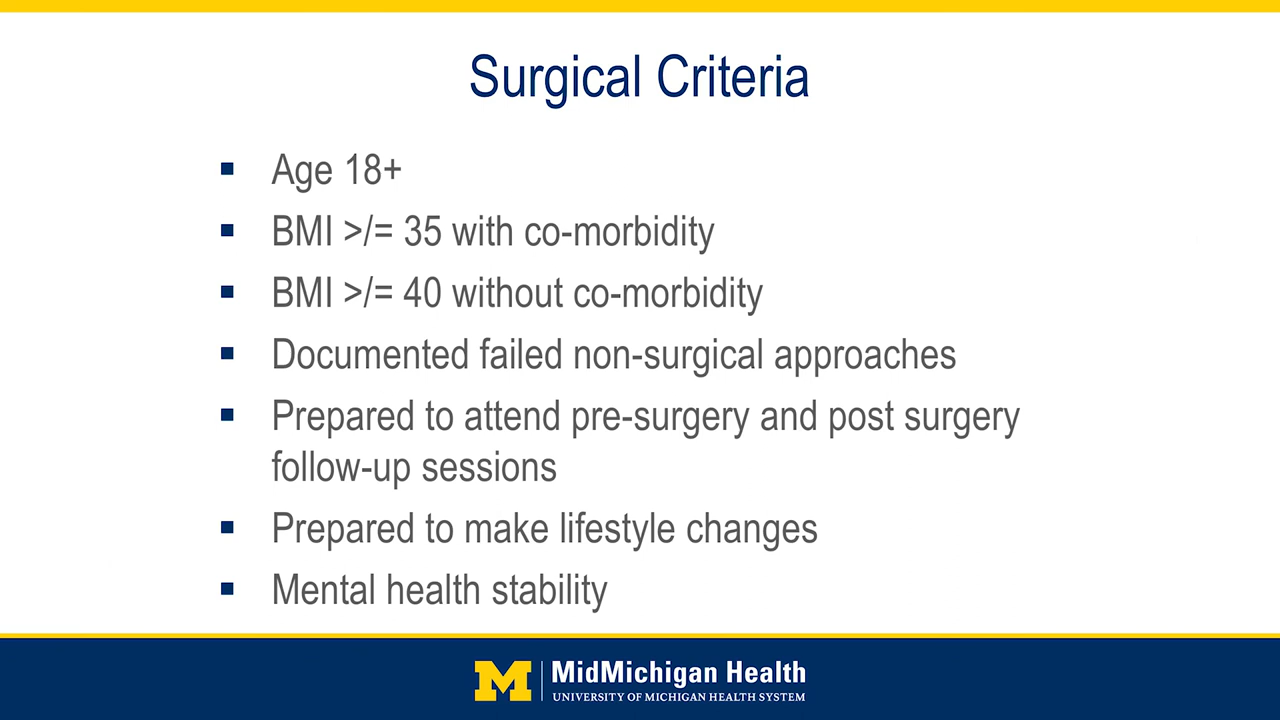 Surgical Criteria
Age 18+
BMI >/= 35 with co-morbidity
BMI >/= 40 without co-morbidity
Documented failed non-surgical approaches
Prepared to attend pre-surgery and post surgery
follow-up sessions
Prepared to make lifestyle changes
Mental health stability
M
MidMichigan Health
UNIVERSITY OF MICHIGAN HEALTH SYSTEM